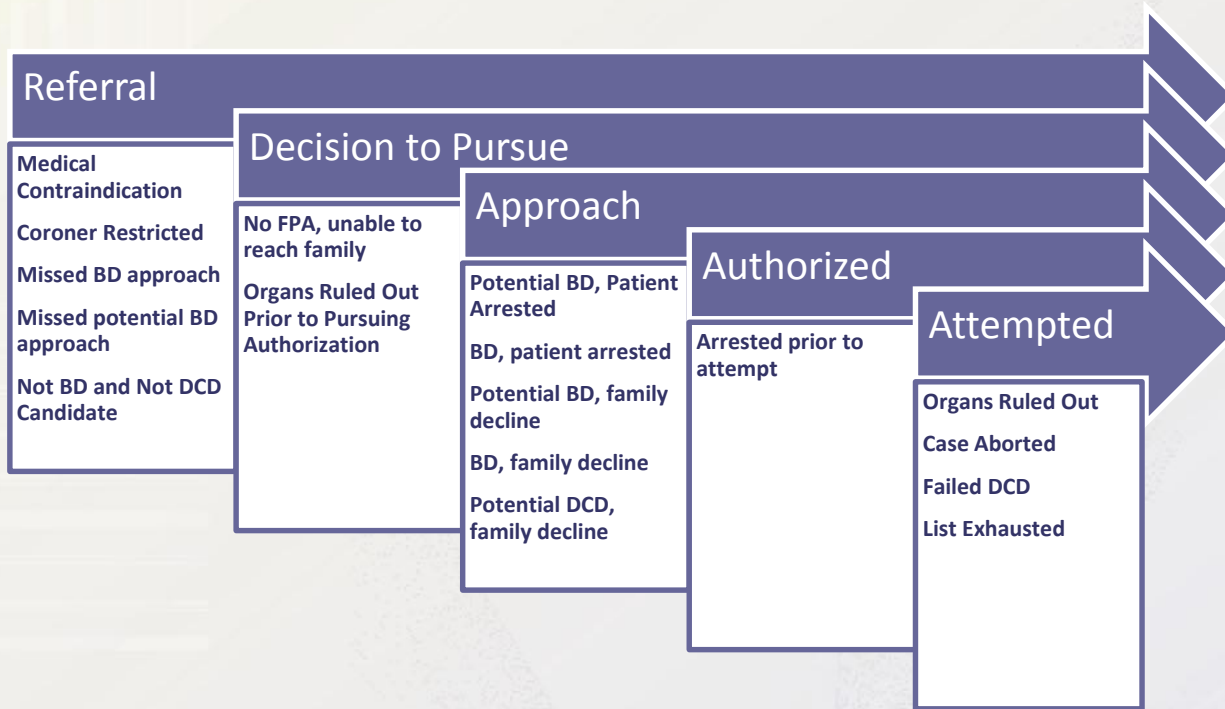 Referral
Medical
Contraindication
Coroner Restricted
Missed BD approach
Missed potential BD
approach
Not BD and Not DCD
Candidate
Decision to Pursue
No FPA, unable to
reach family
Organs Ruled Out
Prior to Pursuing
Authorization
Approach
Potential BD, Patient
Arrested
BD, patient arrested
Potential BD, family
decline
BD, family decline
Potential DCD,
family decline
Authorized
Arrested prior to
attempt
Attempted
Organs Ruled Out
Case Aborted
Failed DCD
List Exhausted